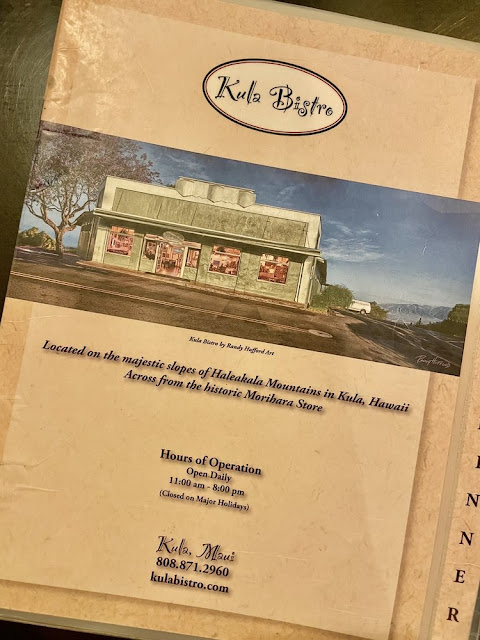 Kula Bistro
Kula Bistro by Randy Hufford Art
Located on the majestic slopes of Haleakala Mountains in Kula, Hawaii
Across from the historic Morihara Store
Hours of Operation
Open Daily
11:00 am - 8:00 pm
(Closed on Major Holidays)
Kula, Maui
808.871.2960
kulabistro.com
I
N
N
E
R